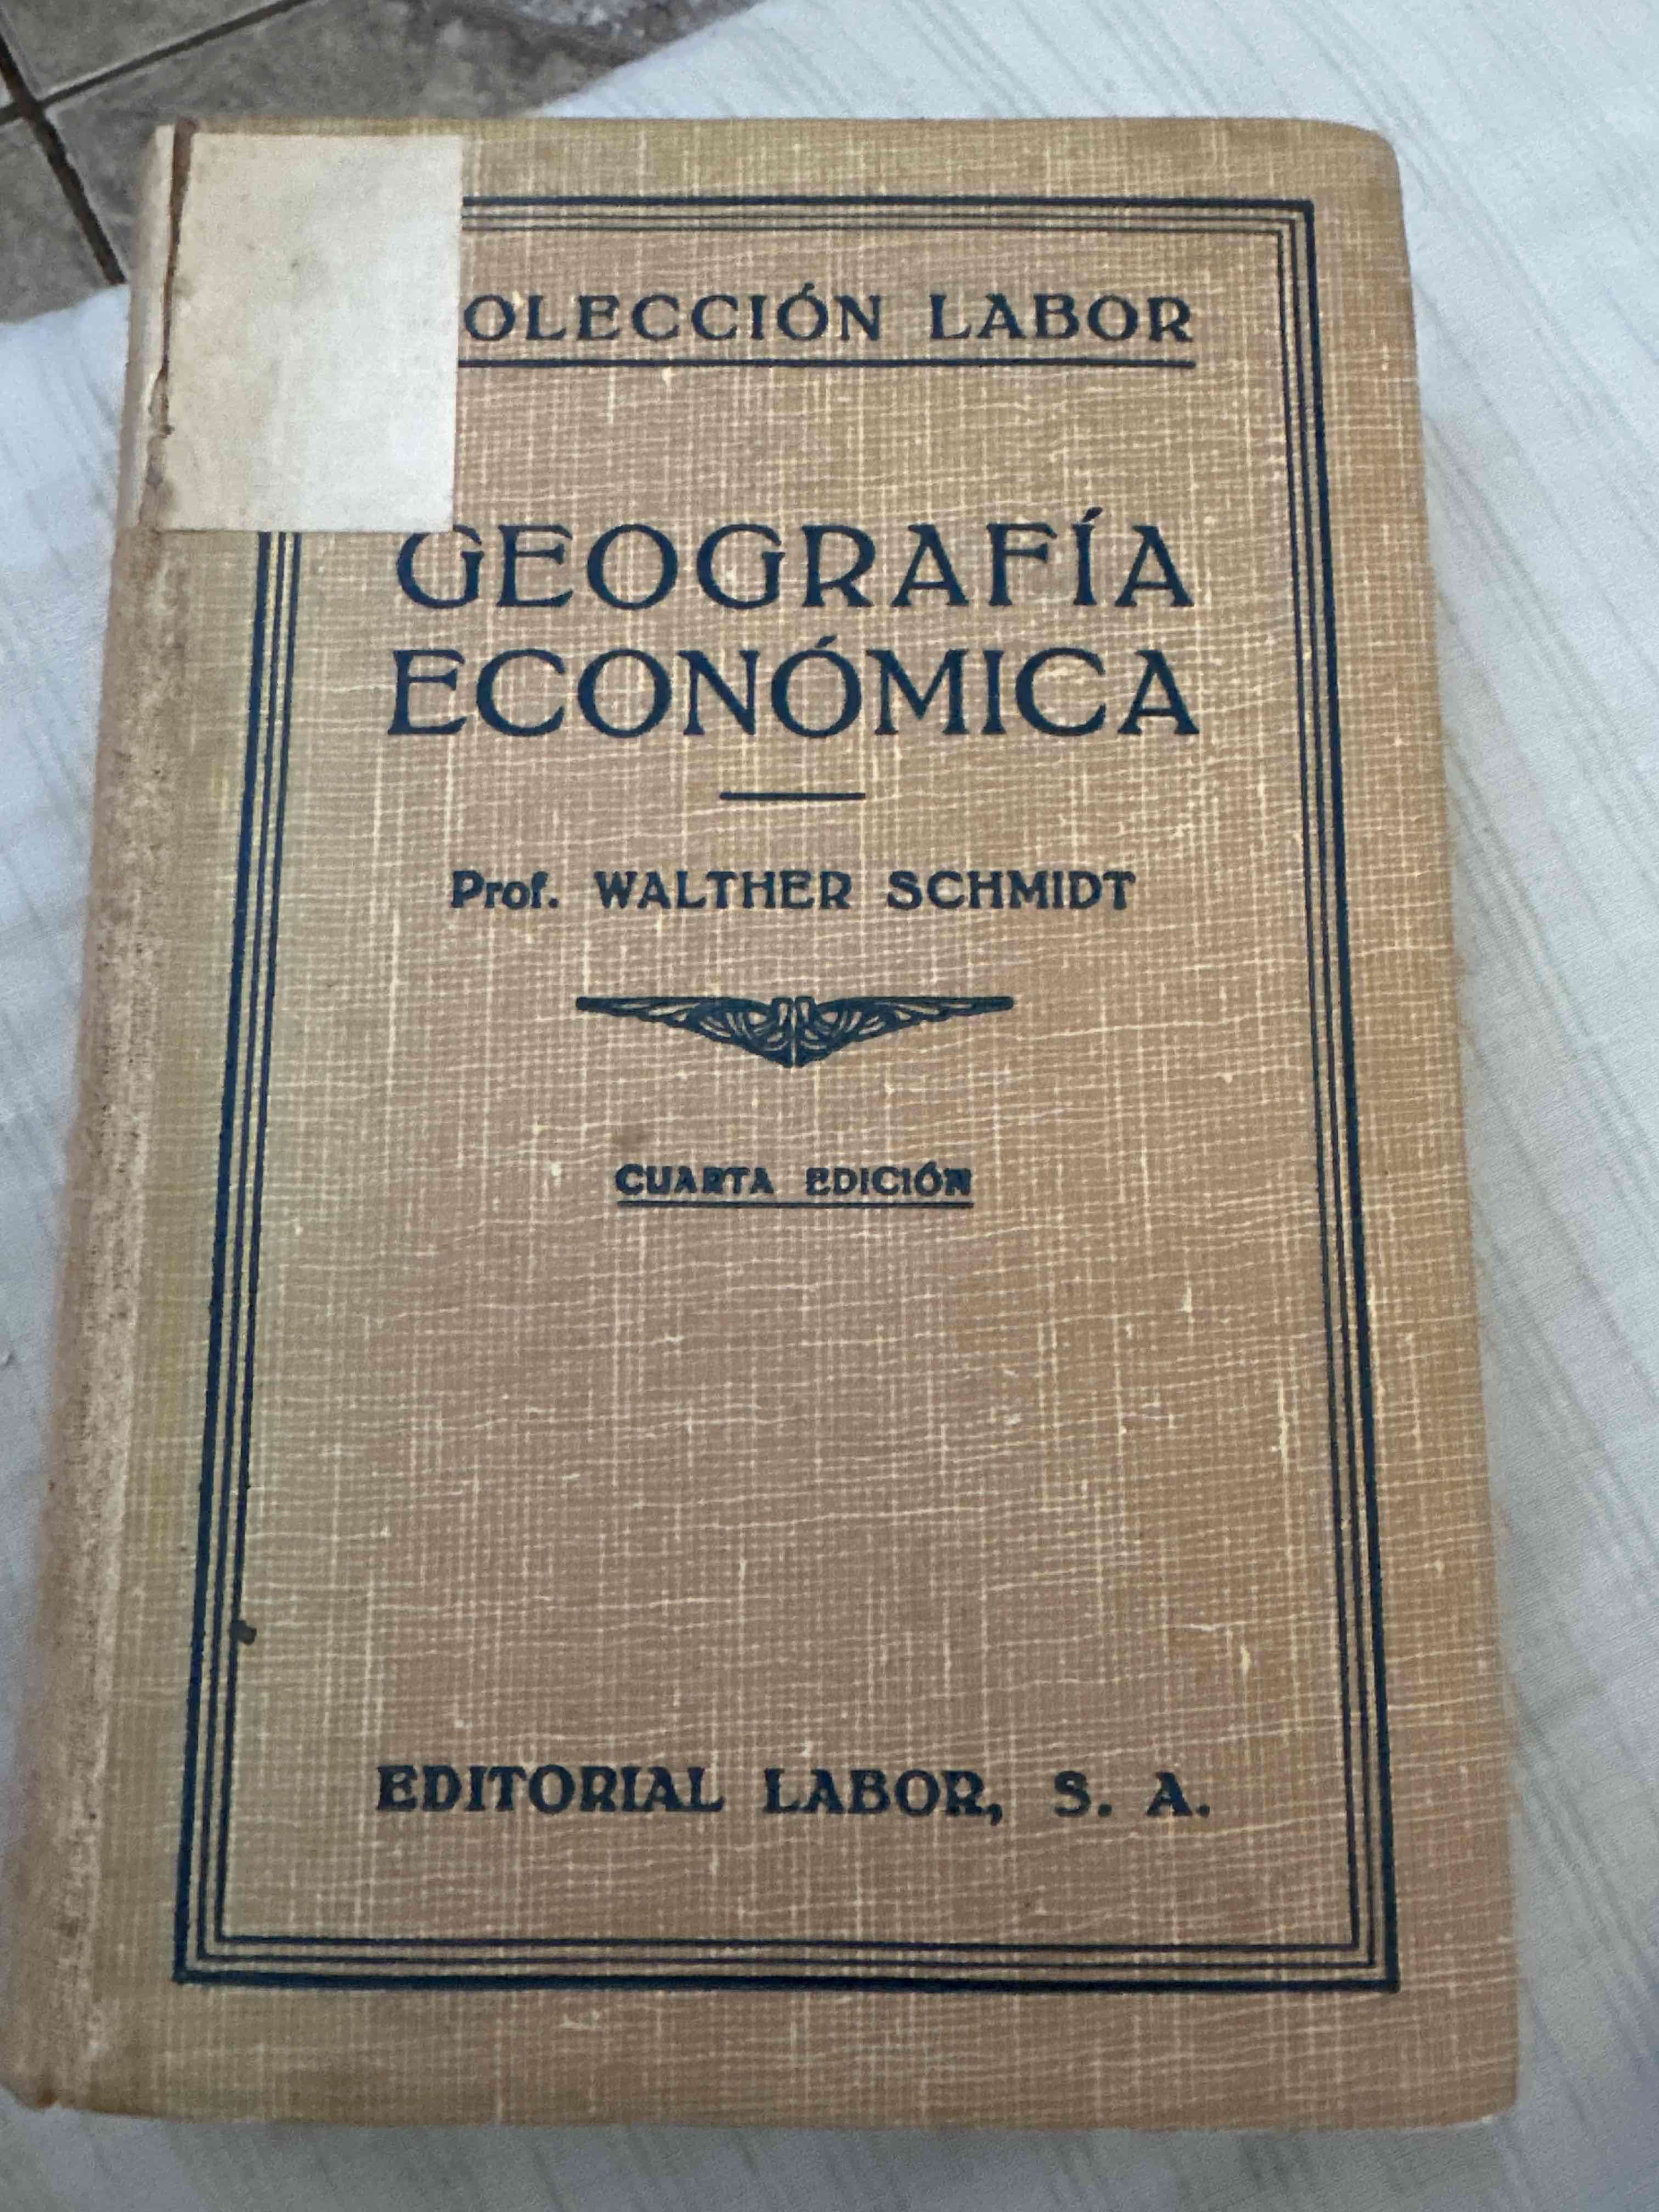 OLECCIÓN LABOR
GEOGRAFÍA
ECONÓMICA
Prof. WALTHER SCHMIDT
CUARTA EDICIÓN
EDITORIAL LABOR, S. A.